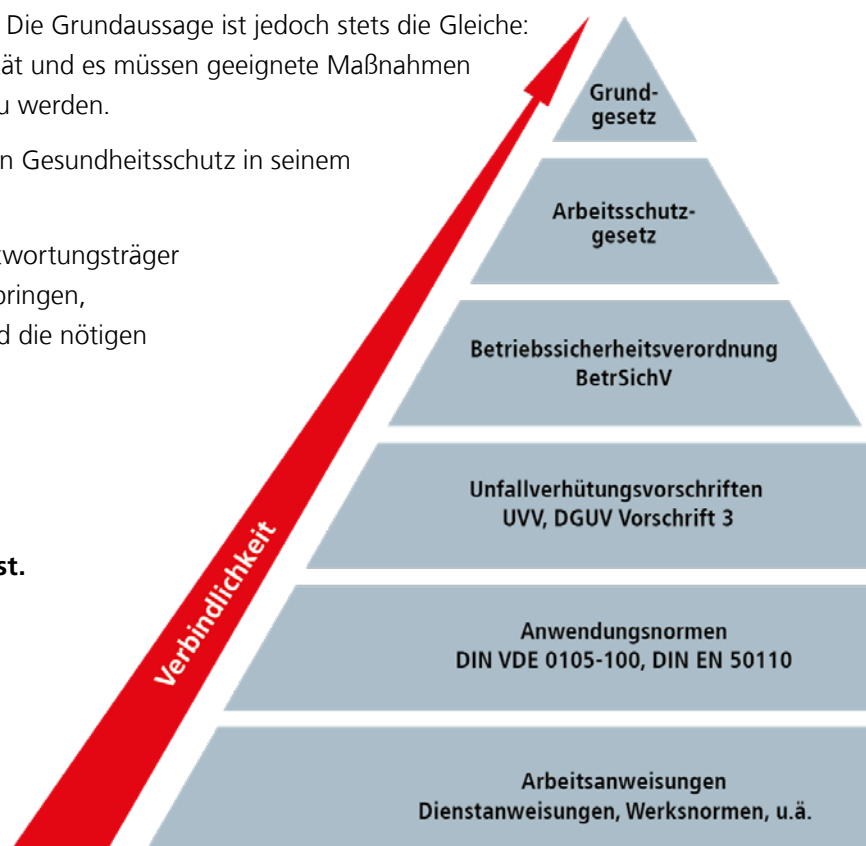 Die Grundaussage ist jedoch stets die Gleiche:
tät und es müssen geeignete Maßnahmen
u werden.
n Gesundheitsschutz in seinem
twortungsträger
oringen,
d die nötigen
st.
Verbindlichkeit
Grund-
gesetz
Arbeitsschutz-
gesetz
Betriebssicherheitsverordnung
BetrSichV
Unfallverhütungsvorschriften
UVV, DGUV Vorschrift 3
Anwendungsnormen
DIN VDE 0105-100, DIN EN 50110
Arbeitsanweisungen
Dienstanweisungen, Werksnormen, u.ä.